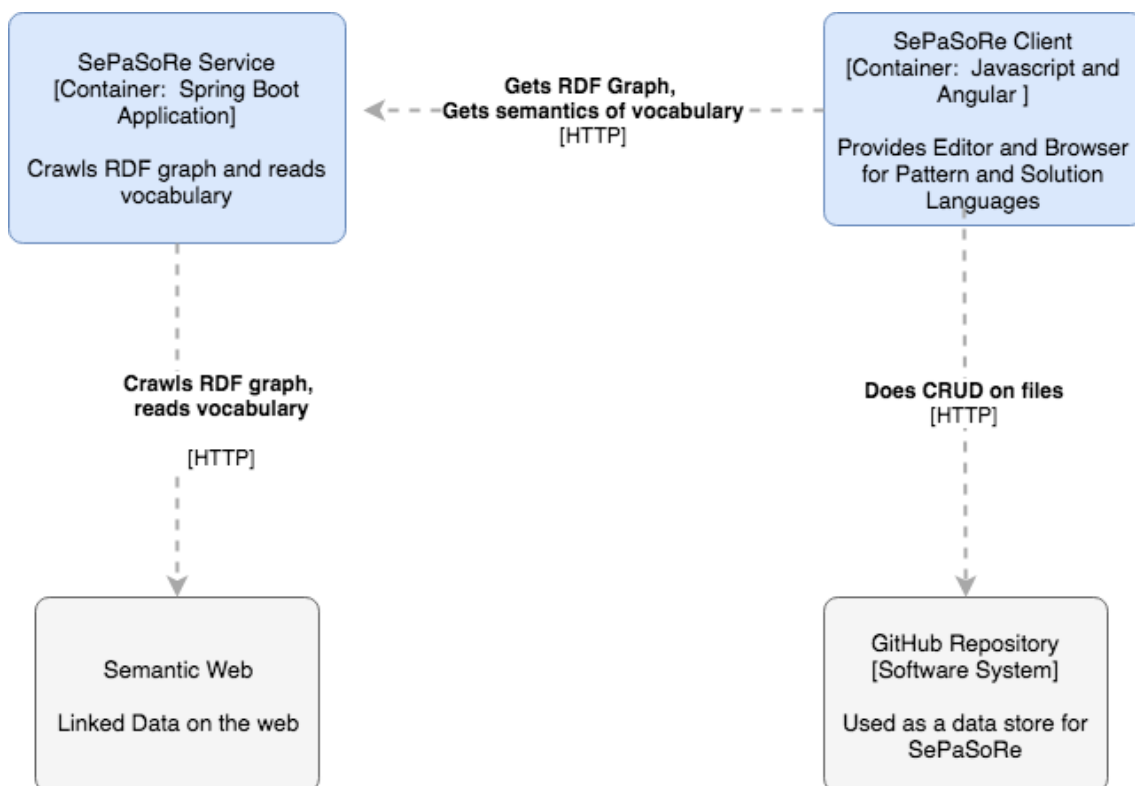 SePaSoRe Service
[Container:  Spring Boot
Application]
Crawls RDF graph and reads
vocabulary
Gets RDF Graph,
Gets semantics of vocabulary
[HTTP]
SePaSoRe Client
[Container:  Javascript and
Angular ]
Provides Editor and Browser
for Pattern and Solution
Languages
Crawls RDF graph,
reads vocabulary
[HTTP]
Does CRUD on files
[HTTP]
Semantic Web
Linked Data on the web
GitHub Repository
[Software System]
Used as a data store for
SePaSoRe